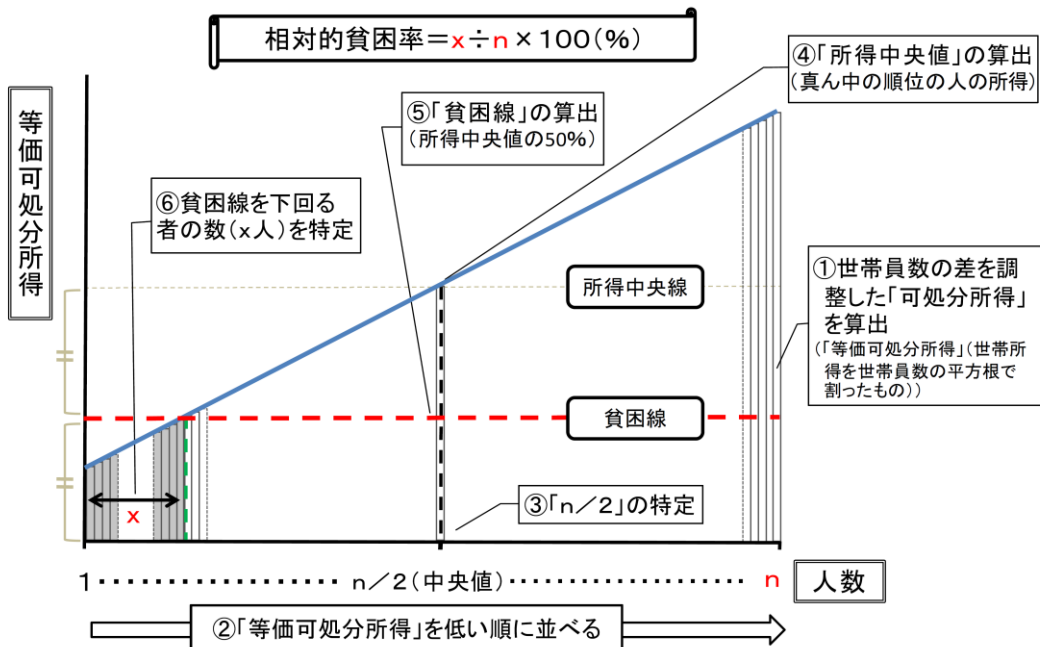 相対的貧困率=x÷n×100(%)
④「所得中央値」の算出
(真ん中の順位の人の所得)
等価可処分所得
⑤「貧困線」の算出
(所得中央値の50%)
⑥貧困線を下回る
者の数(x人)を特定
①世帯員数の差を調
整した「可処分所得」
を算出
(「等価可処分所得」(世帯所
得を世帯員数の平方根で
割ったもの))
所得中央線
貧困線
x
③「n/2」の特定
1・・・・・・・・・・・・・・・n/2(中央値)・・・・・・・・・・・・・・・n
人数
②「等価可処分所得」を低い順に並べる